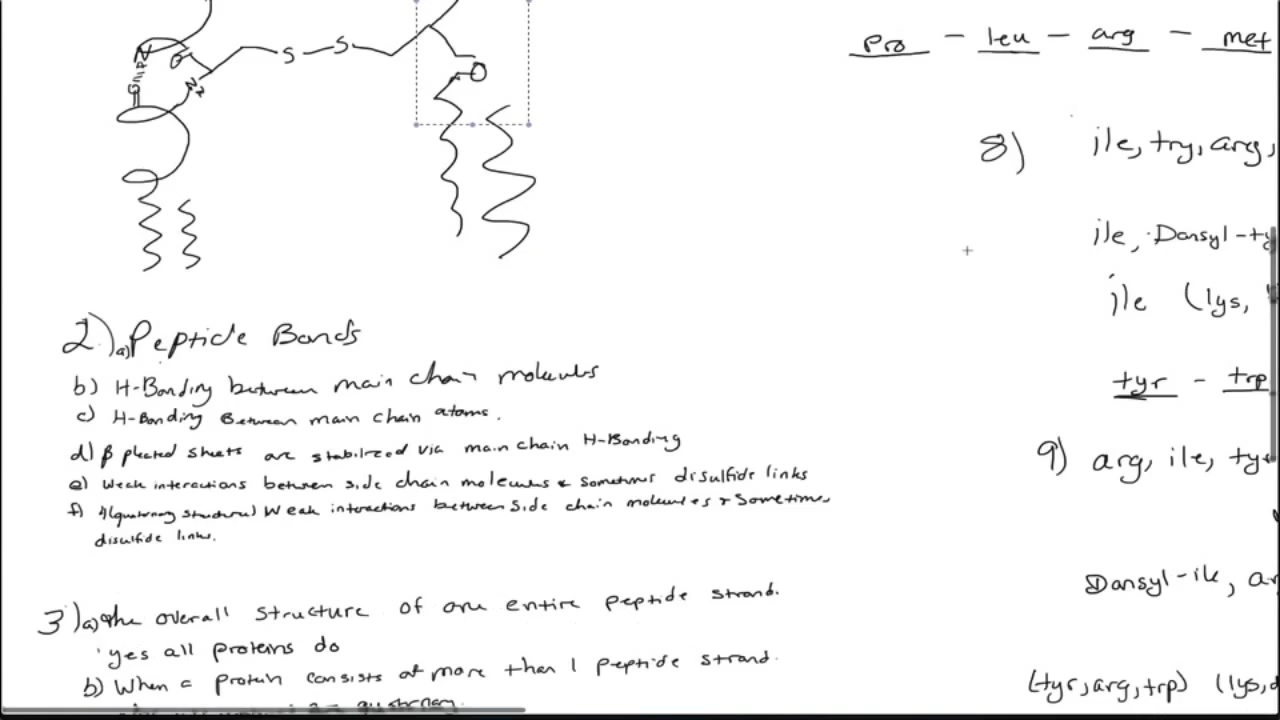 S — S
O
2) a) Peptide Bonds
b) H-Bonding between main chain molecules
c) H-Bonding Between main chain atoms.
d) β pleated sheets are stabilized via main chain H-Bonding
e) Weak interactions between side chain molecules & sometimes disulfide links
f) Weak interactions between side chain molecules & sometimes
disulfide links.
3) a) the overall structure of one entire peptide strand.
yes all proteins do
b) When a protein consists of more than 1 peptide strand.
pro - leu - arg - met
8) ile, try, arg,
ile, Dansyl-ty
ile (lys,
tyr - trp
9) arg, ile, ty
Dansyl-ile, ar
(tyr, arg, trp) (lys,